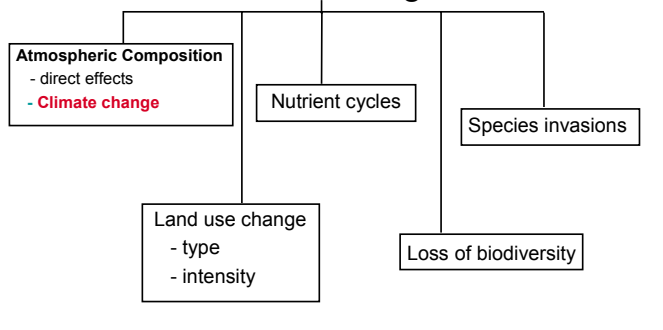 Atmospheric Composition
- direct effects
- Climate change
Nutrient cycles
Species invasions
Land use change
- type
- intensity
Loss of biodiversity